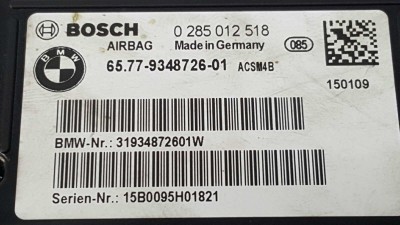 BOSCH 0 285 012 518
AIRBAG Made in Germany 085
BMW 65.77-9348726-01 ACSM4B
150109
BMW-Nr.: 31934872601W
Serien-Nr.: 15B0095H01821